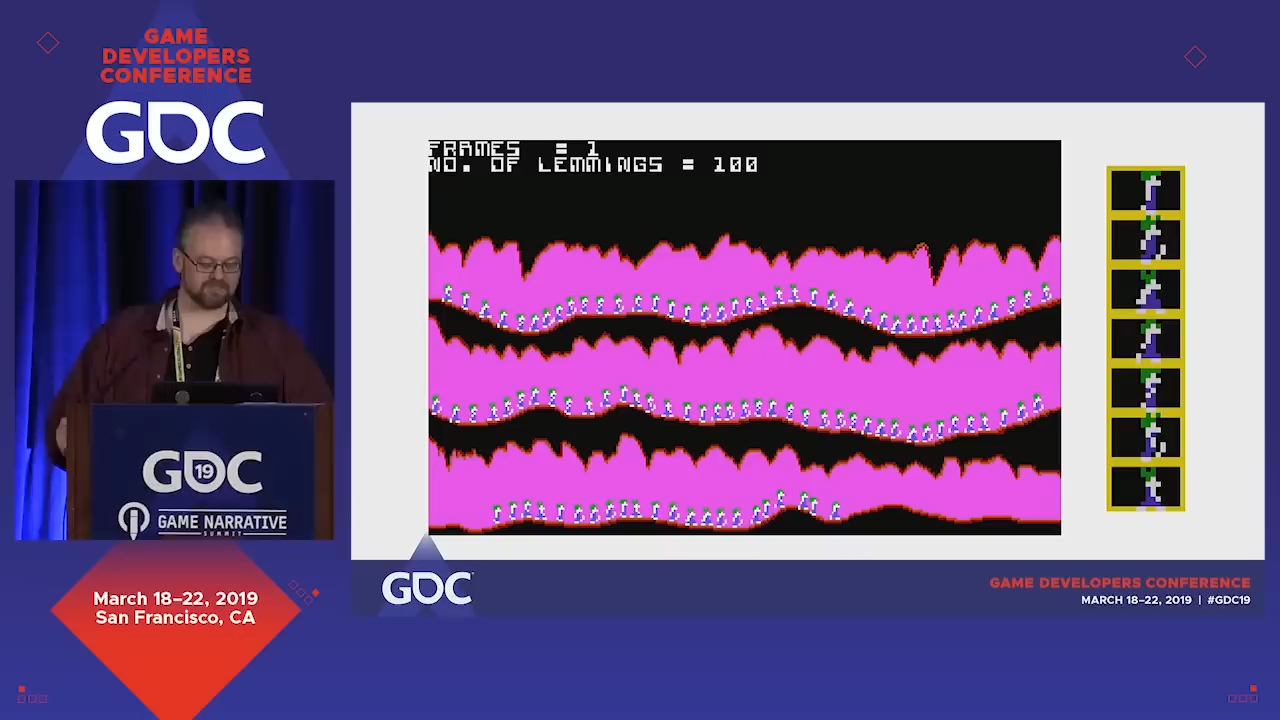 GAME
DEVELOPERS
CONFERENCE
GDC
FRAMES = 1
NO. OF LEMMINGS = 100
GDC
19
GAME NARRATIVE
SUMMIT
March 18–22, 2019
San Francisco, CA
GDC
GAME DEVELOPERS CONFERENCE
MARCH 18–22, 2019 | #GDC19